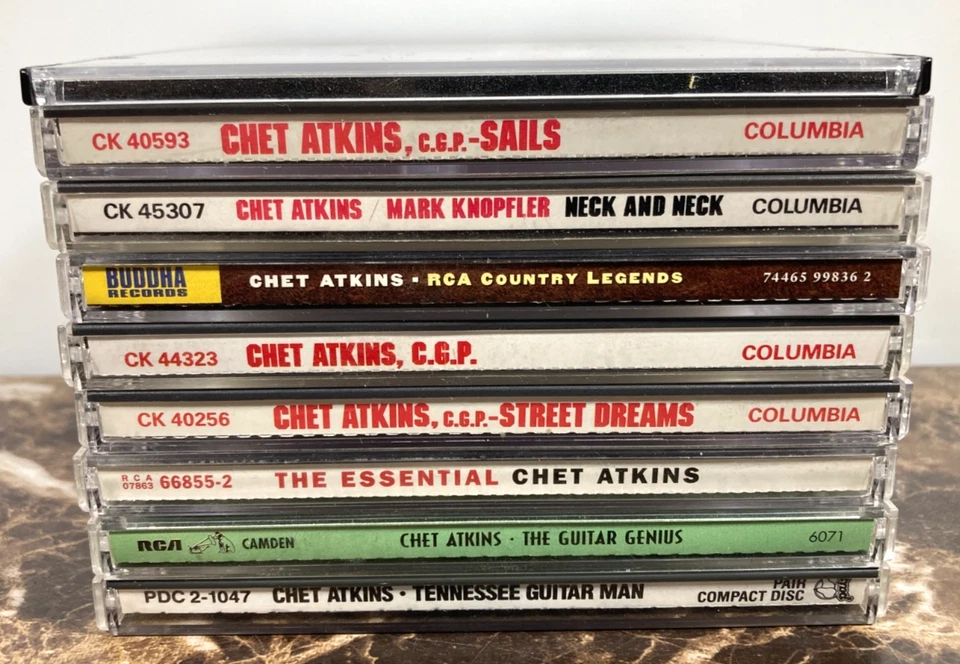 CK 40593 CHET ATKINS, C.G.P.-SAILS COLUMBIA
CK 45307 CHET ATKINS / MARK KNOPFLER NECK AND NECK COLUMBIA
BUDDHA RECORDS CHET ATKINS ▪ RCA COUNTRY LEGENDS 74465 99836 2
CK 44323 CHET ATKINS, C.G.P. COLUMBIA
CK 40256 CHET ATKINS, C.G.P.-STREET DREAMS COLUMBIA
RCA 07863 66855-2 THE ESSENTIAL CHET ATKINS
RCA CAMDEN CHET ATKINS · THE GUITAR GENIUS 6071
PDC 2-1047 CHET ATKINS • TENNESSEE GUITAR MAN PAIR COMPACT DISC